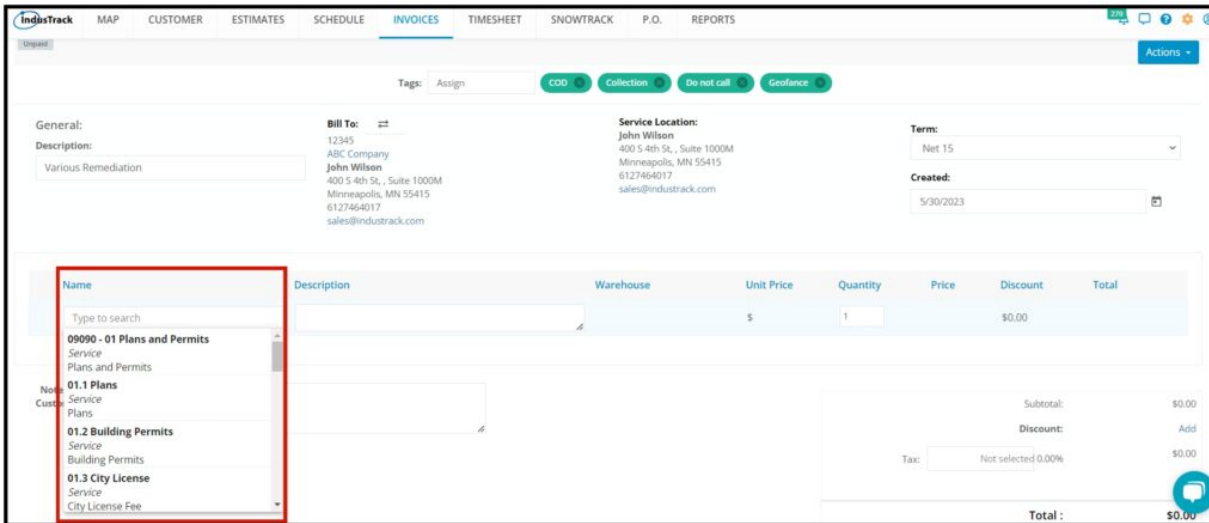 IndusTrack MAP CUSTOMER ESTIMATES SCHEDULE INVOICES TIMESHEET SNOWTRACK P.O. REPORTS 270
Unpaid
Actions
Tags: Assign COD Collection Do not call Geofance
General:
Description:
Various Remediation
Bill To:
12345
ABC Company
John Wilson
400 S 4th St, , Suite 1000M
Minneapolis, MN 55415
6127464017
sales@industrack.com
Service Location:
John Wilson
400 S 4th St, , Suite 1000M
Minneapolis, MN 55415
6127464017
sales@industrack.com
Term:
Net 15
Created:
5/30/2023
Name Description Warehouse Unit Price Quantity Price Discount Total
Type to search $ 1 $0.00
09090 - 01 Plans and Permits
Service
Plans and Permits
01.1 Plans
Service
Plans
01.2 Building Permits
Service
Building Permits
01.3 City License
Service
City License Fee
Note
Custo
Subtotal: $0.00
Discount: Add
Tax: Not selected 0.00% $0.00
Total : $0.00